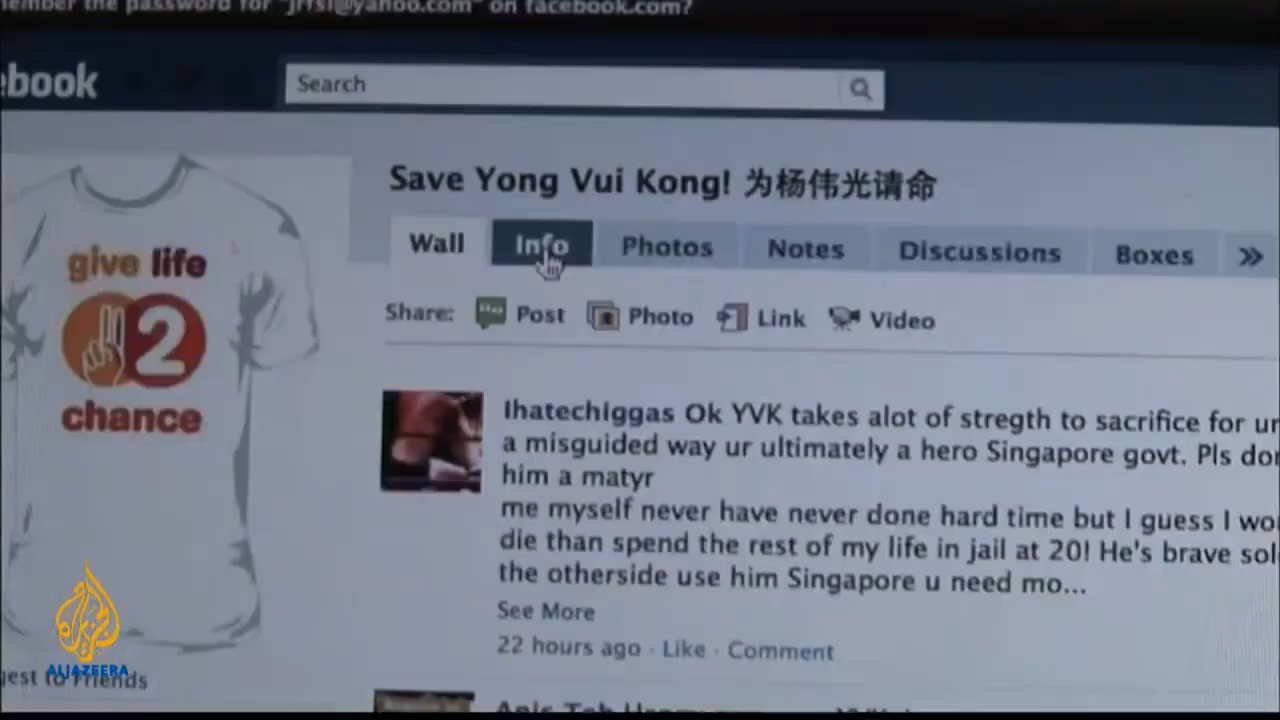 ember the password for "jrrsi@yahoo.com" on facebook.com?
ebook
Search
Save Yong Vui Kong! 为杨伟光请命
Wall Info Photos Notes Discussions Boxes »
Share: Post Photo Link Video
give life
2
chance
Ihatechiggas Ok YVK takes alot of stregth to sacrifice for ur
a misguided way ur ultimately a hero Singapore govt. Pls don
him a matyr
me myself never have never done hard time but I guess I wo
die than spend the rest of my life in jail at 20! He's brave sol
the otherside use him Singapore u need mo...
See More
22 hours ago · Like · Comment
ALJAZEERA
gest to Friends